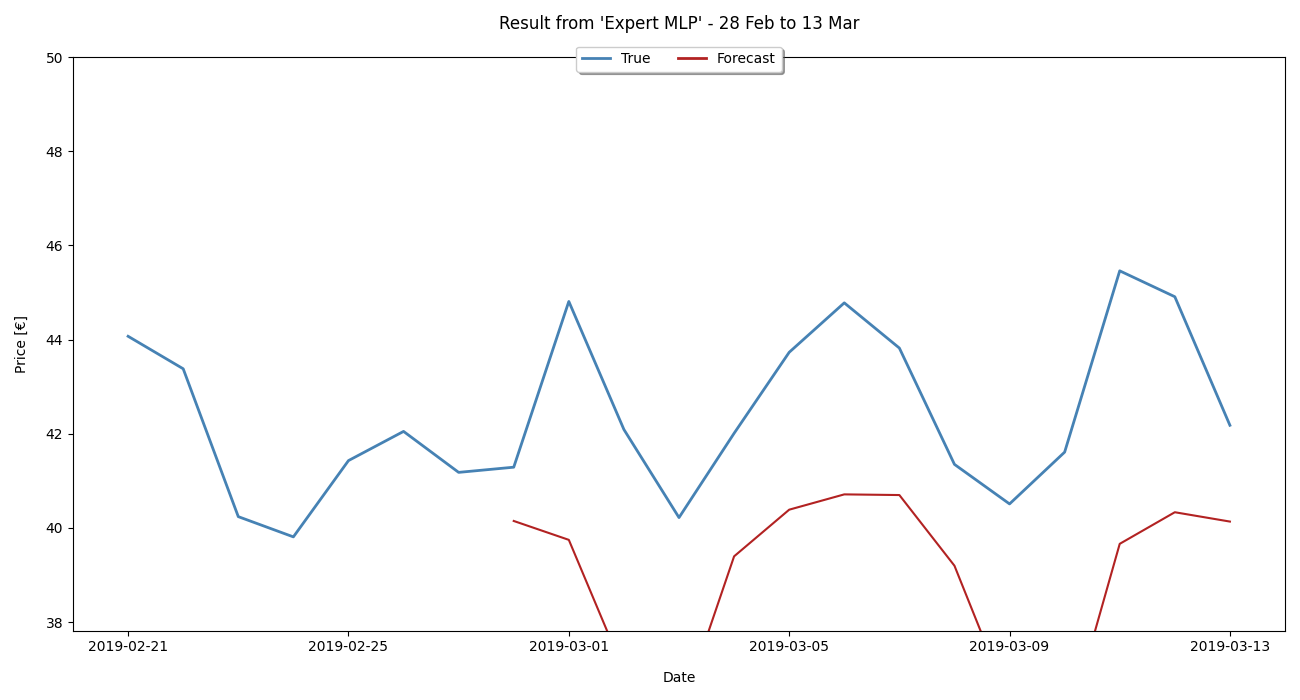 Result from 'Expert MLP' - 28 Feb to 13 Mar
True Forecast
50
48
46
44
42
40
38
Price [€]
2019-02-21 2019-02-25 2019-03-01 2019-03-05 2019-03-09 2019-03-13
Date